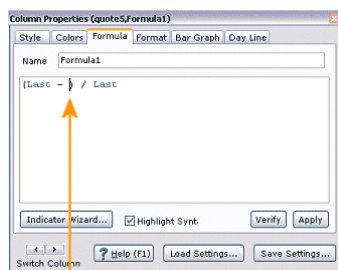 Column Properties (quote5,Formula1)
Style Colors Formula Format Bar Graph Day Line
Name Formula1
(Last - ) / Last
Indicator Wizard... Highlight Synt Verify Apply
Switch Column ? Help (F1) Load Settings... Save Settings...